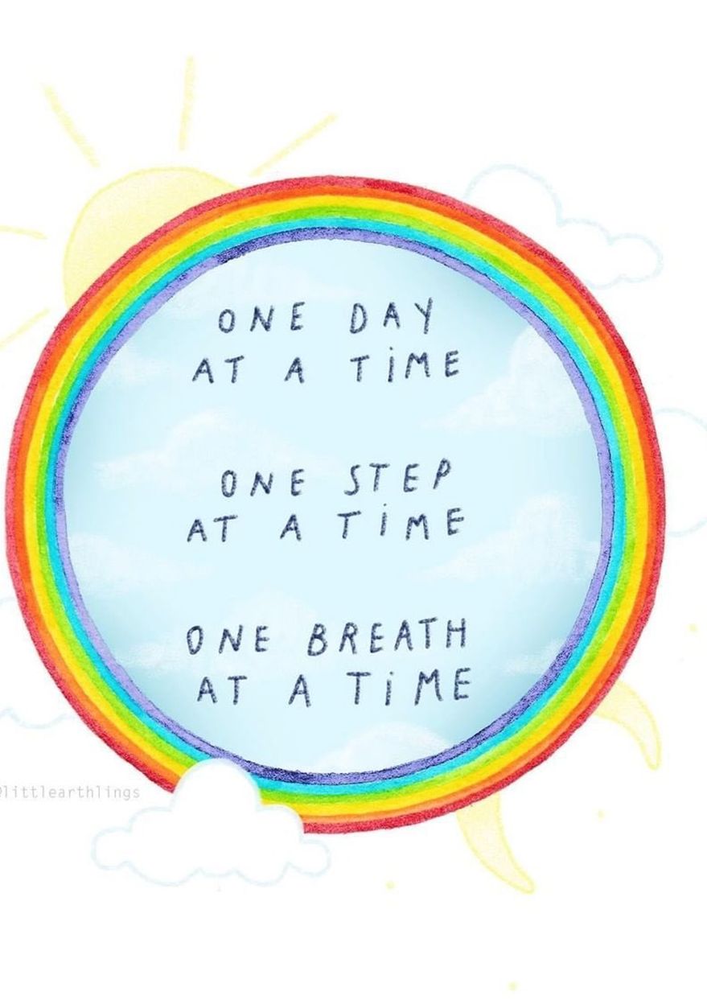 ONE DAY
AT A TIME
ONE STEP
AT A TIME
ONE BREATH
AT A TIME
@littlearthlings